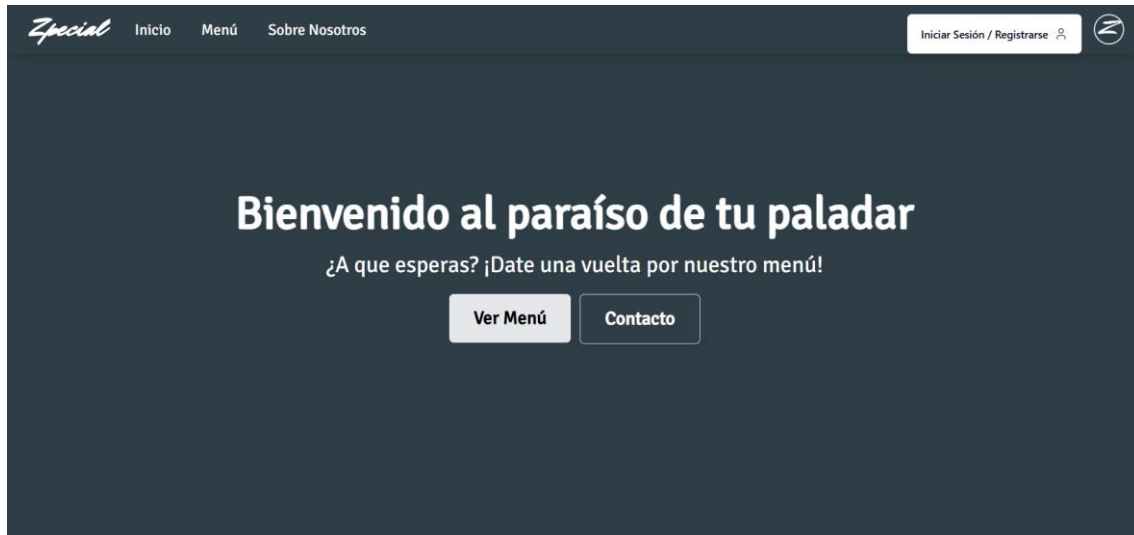 Zpecial Inicio Menú Sobre Nosotros Iniciar Sesión / Registrarse Z
Bienvenido al paraíso de tu paladar
¿A que esperas? ¡Date una vuelta por nuestro menú!
Ver Menú Contacto